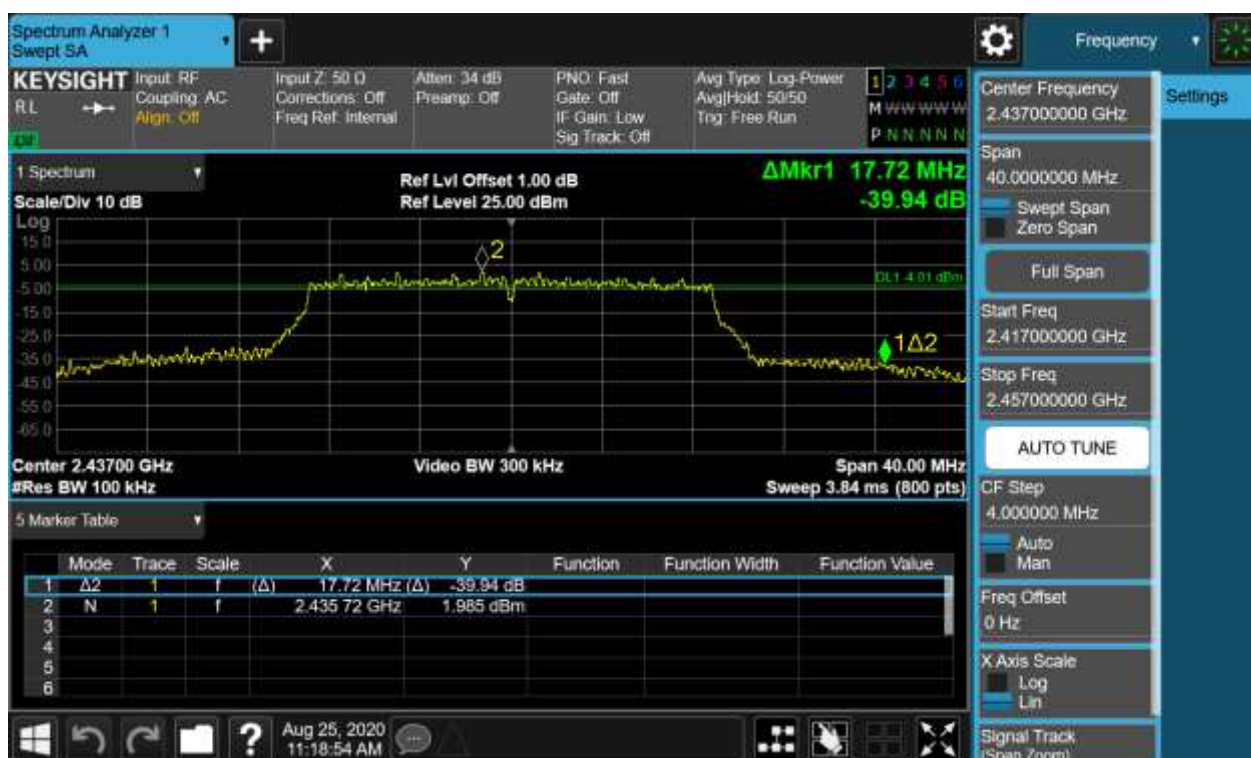 Spectrum Analyzer 1
Swept SA
Frequency
KEYSIGHT
RL
Input: RF
Coupling: AC
Align: Off
Input Z: 50 Ω
Corrections: Off
Freq Ref: Internal
Atten: 34 dB
Preamp: Off
PNO: Fast
Gate: Off
IF Gain: Low
Sig Track: Off
Avg Type: Log-Power
Avg|Hold: 50/50
Trig: Free Run
1 2 3 4 5 6
M W W W W W
P N N N N N
1 Spectrum
Scale/Div 10 dB
Ref Lvl Offset 1.00 dB
Ref Level 25.00 dBm
ΔMkr1 17.72 MHz
-39.94 dB
Log
15.0
5.00
-5.00
-15.0
-25.0
-35.0
-45.0
-55.0
-65.0
2
DL1 -4.01 dBm
1Δ2
Center 2.43700 GHz
#Res BW 100 kHz
Video BW 300 kHz
Span 40.00 MHz
Sweep 3.84 ms (800 pts)
5 Marker Table
Mode Trace Scale X Y Function Function Width Function Value
1 Δ2 1 f (Δ) 17.72 MHz (Δ) -39.94 dB
2 N 1 f 2.435 72 GHz 1.985 dBm
3
4
5
6
Aug 25, 2020
11:18:54 AM
Center Frequency
2.437000000 GHz
Settings
Span
40.0000000 MHz
Swept Span
Zero Span
Full Span
Start Freq
2.417000000 GHz
Stop Freq
2.457000000 GHz
AUTO TUNE
CF Step
4.000000 MHz
Auto
Man
Freq Offset
0 Hz
X Axis Scale
Log
Lin
Signal Track
(Span Zoom)